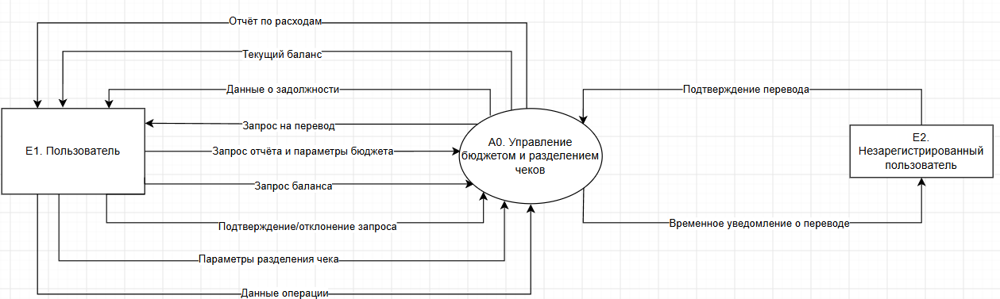 Отчёт по расходам
Текущий баланс
Данные о задолжности
Подтверждение перевода
Запрос на перевод
E1. Пользователь
Запрос отчёта и параметры бюджета
A0. Управление
бюджетом и разделением
чеков
E2.
Незарегистрированный
пользователь
Запрос баланса
Подтверждение/отклонение запроса
Временное уведомление о переводе
Параметры разделения чека
Данные операции